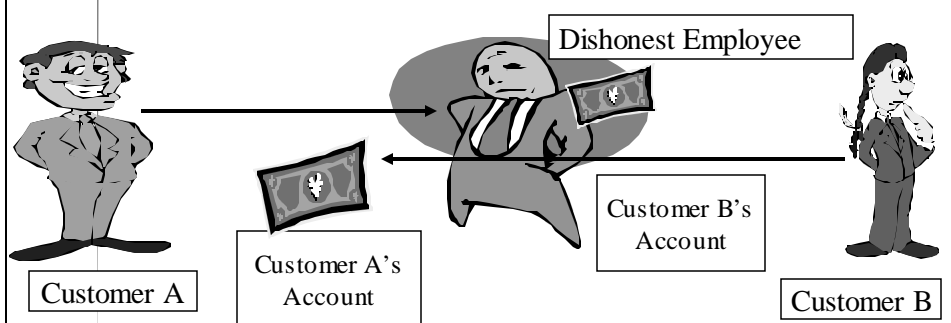 Dishonest Employee
Customer B's
Account
Customer A's
Account
Customer A
Customer B